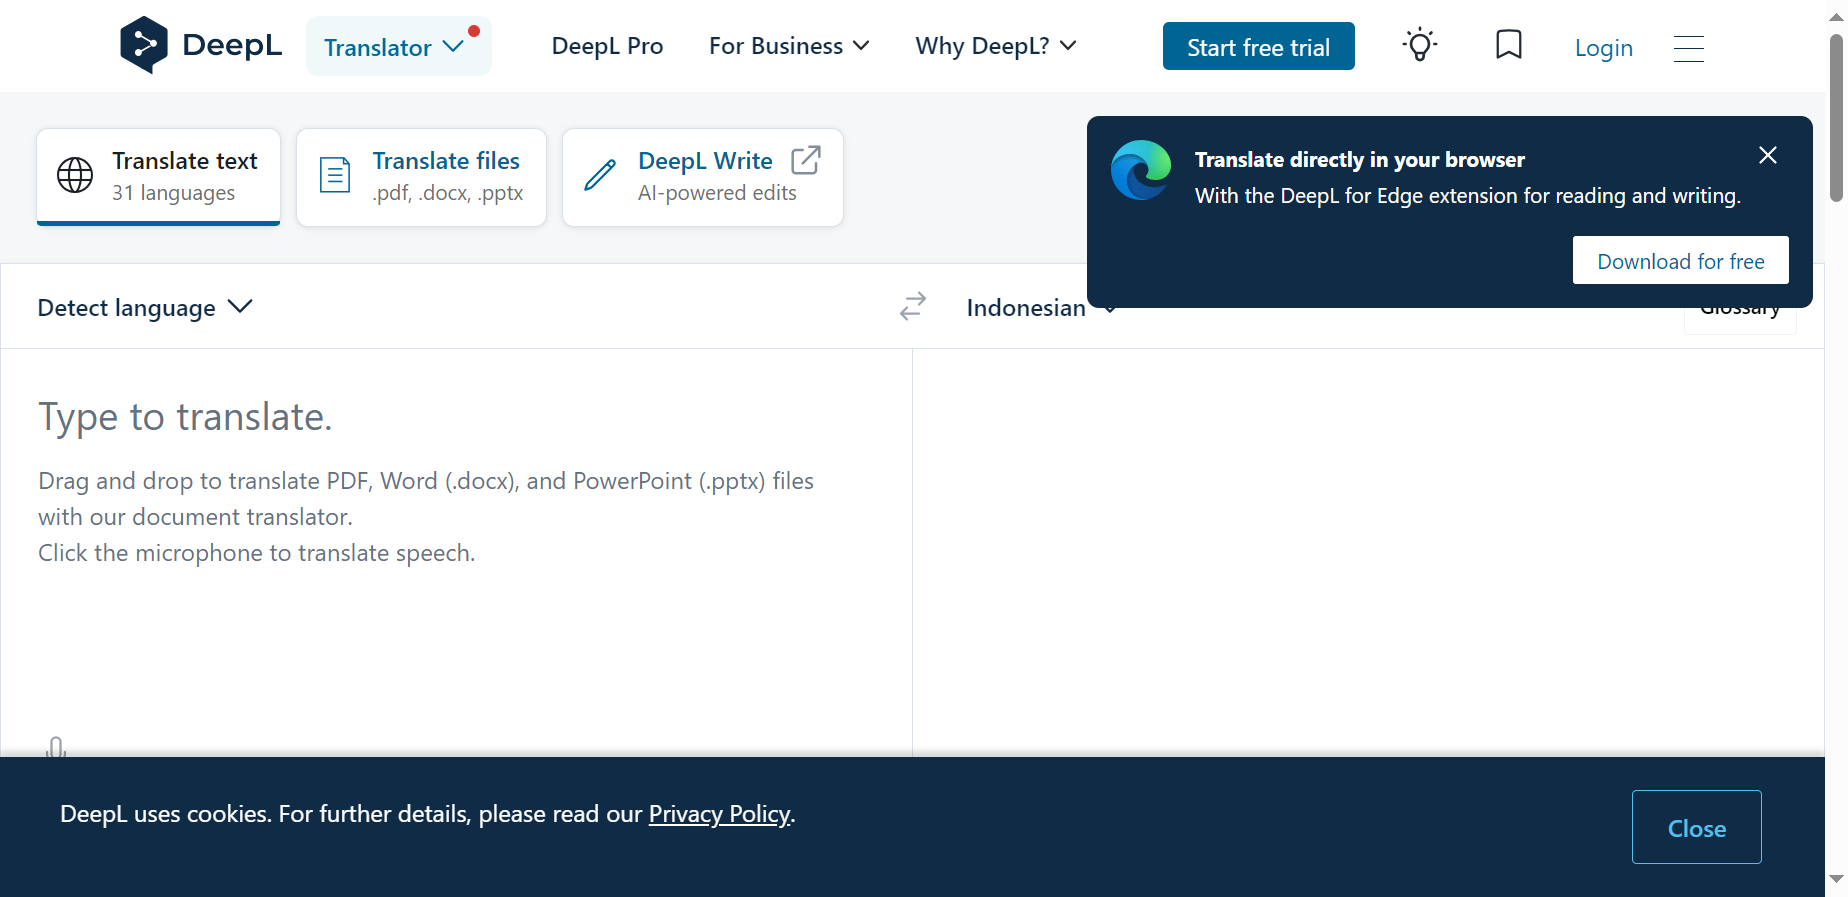 DeepL
Translator
DeepL Pro
For Business
Why DeepL?
Start free trial
Login
Translate text
31 languages
Translate files
.pdf, .docx, .pptx
DeepL Write
AI-powered edits
Translate directly in your browser
With the DeepL for Edge extension for reading and writing.
Download for free
Detect language
Indonesian
Glossary
Type to translate.
Drag and drop to translate PDF, Word (.docx), and PowerPoint (.pptx) files
with our document translator.
Click the microphone to translate speech.
DeepL uses cookies. For further details, please read our Privacy Policy.
Close